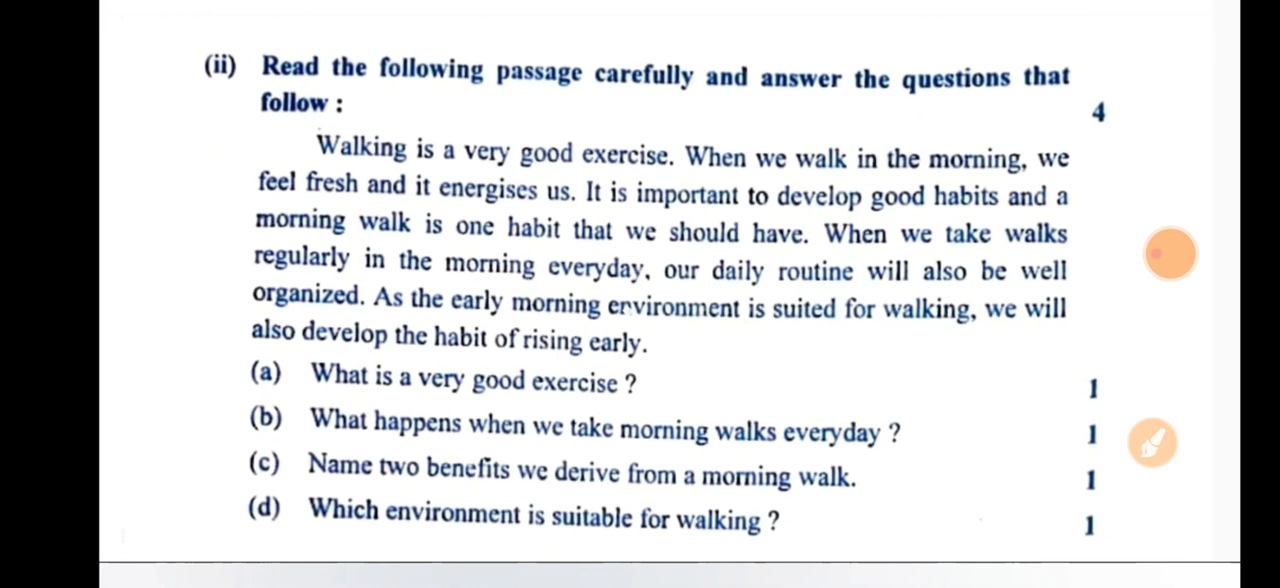 (ii) Read the following passage carefully and answer the questions that
follow : 4
Walking is a very good exercise. When we walk in the morning, we
feel fresh and it energises us. It is important to develop good habits and a
morning walk is one habit that we should have. When we take walks
regularly in the morning everyday, our daily routine will also be well
organized. As the early morning environment is suited for walking, we will
also develop the habit of rising early.
(a) What is a very good exercise ? 1
(b) What happens when we take morning walks everyday ? 1
(c) Name two benefits we derive from a morning walk. 1
(d) Which environment is suitable for walking ? 1